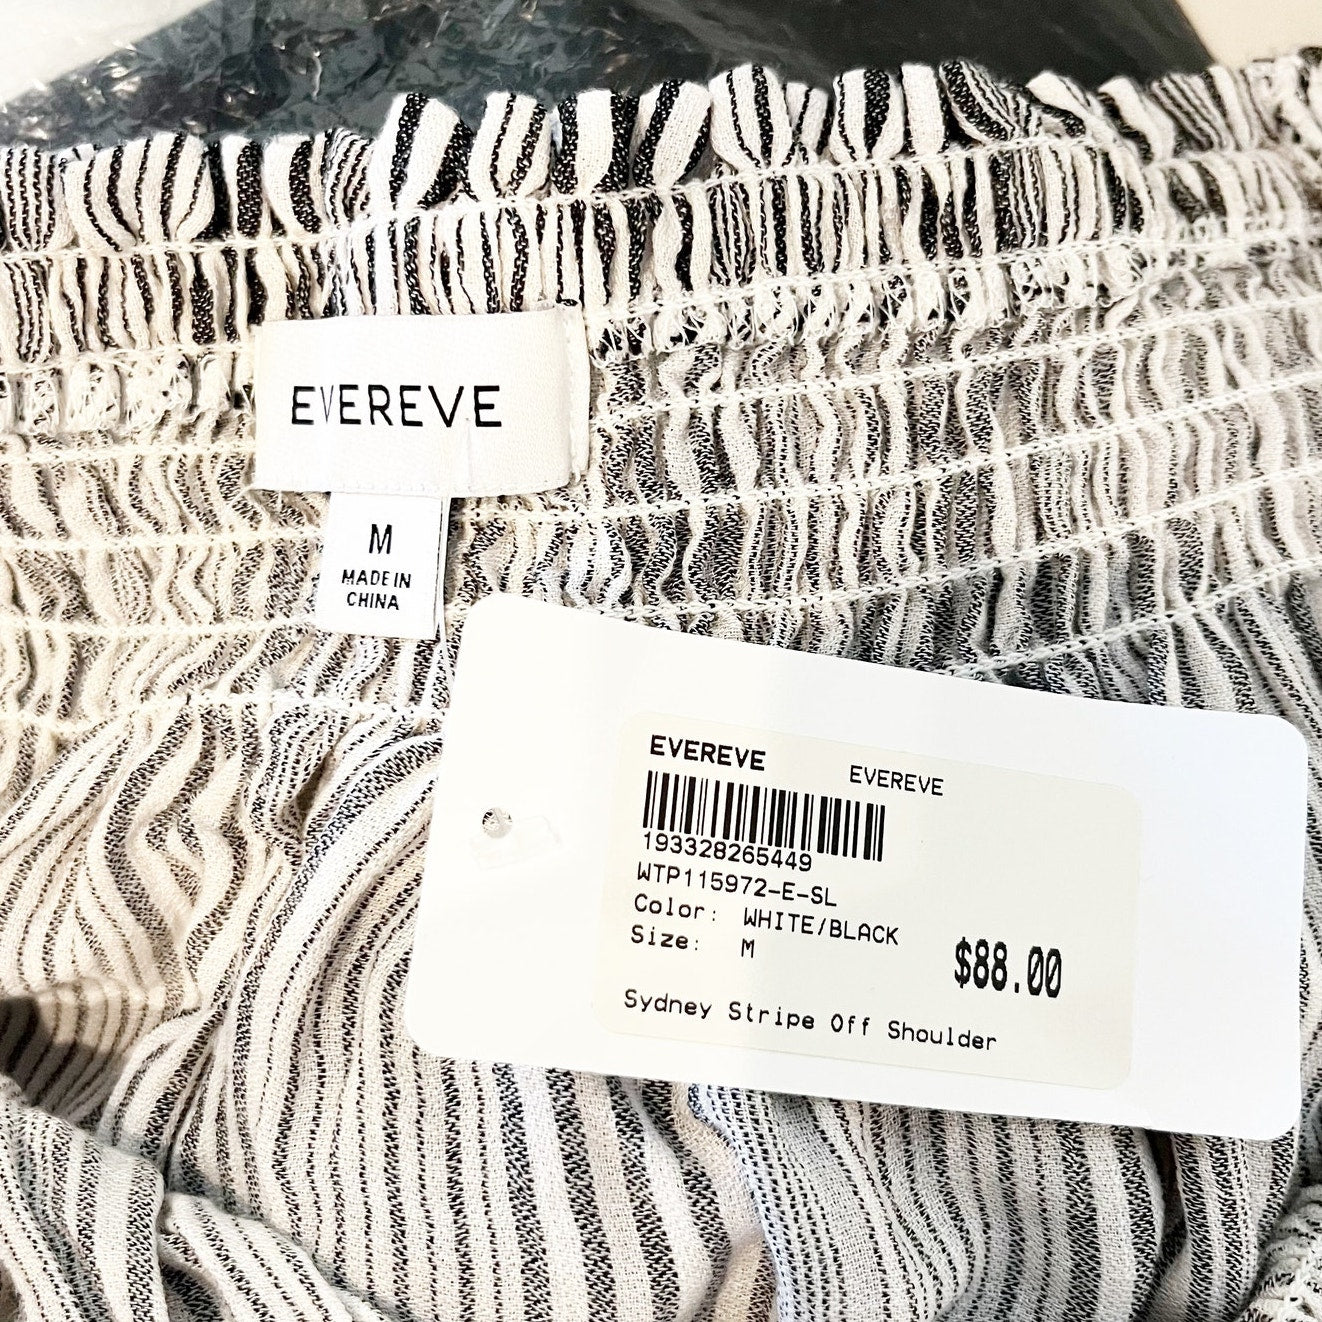 EVEREVE
M
MADE IN
CHINA
EVEREVE EVEREVE
193328265449
WTP115972-E-SL
Color: WHITE/BLACK
Size: M
$88.00
Sydney Stripe Off Shoulder